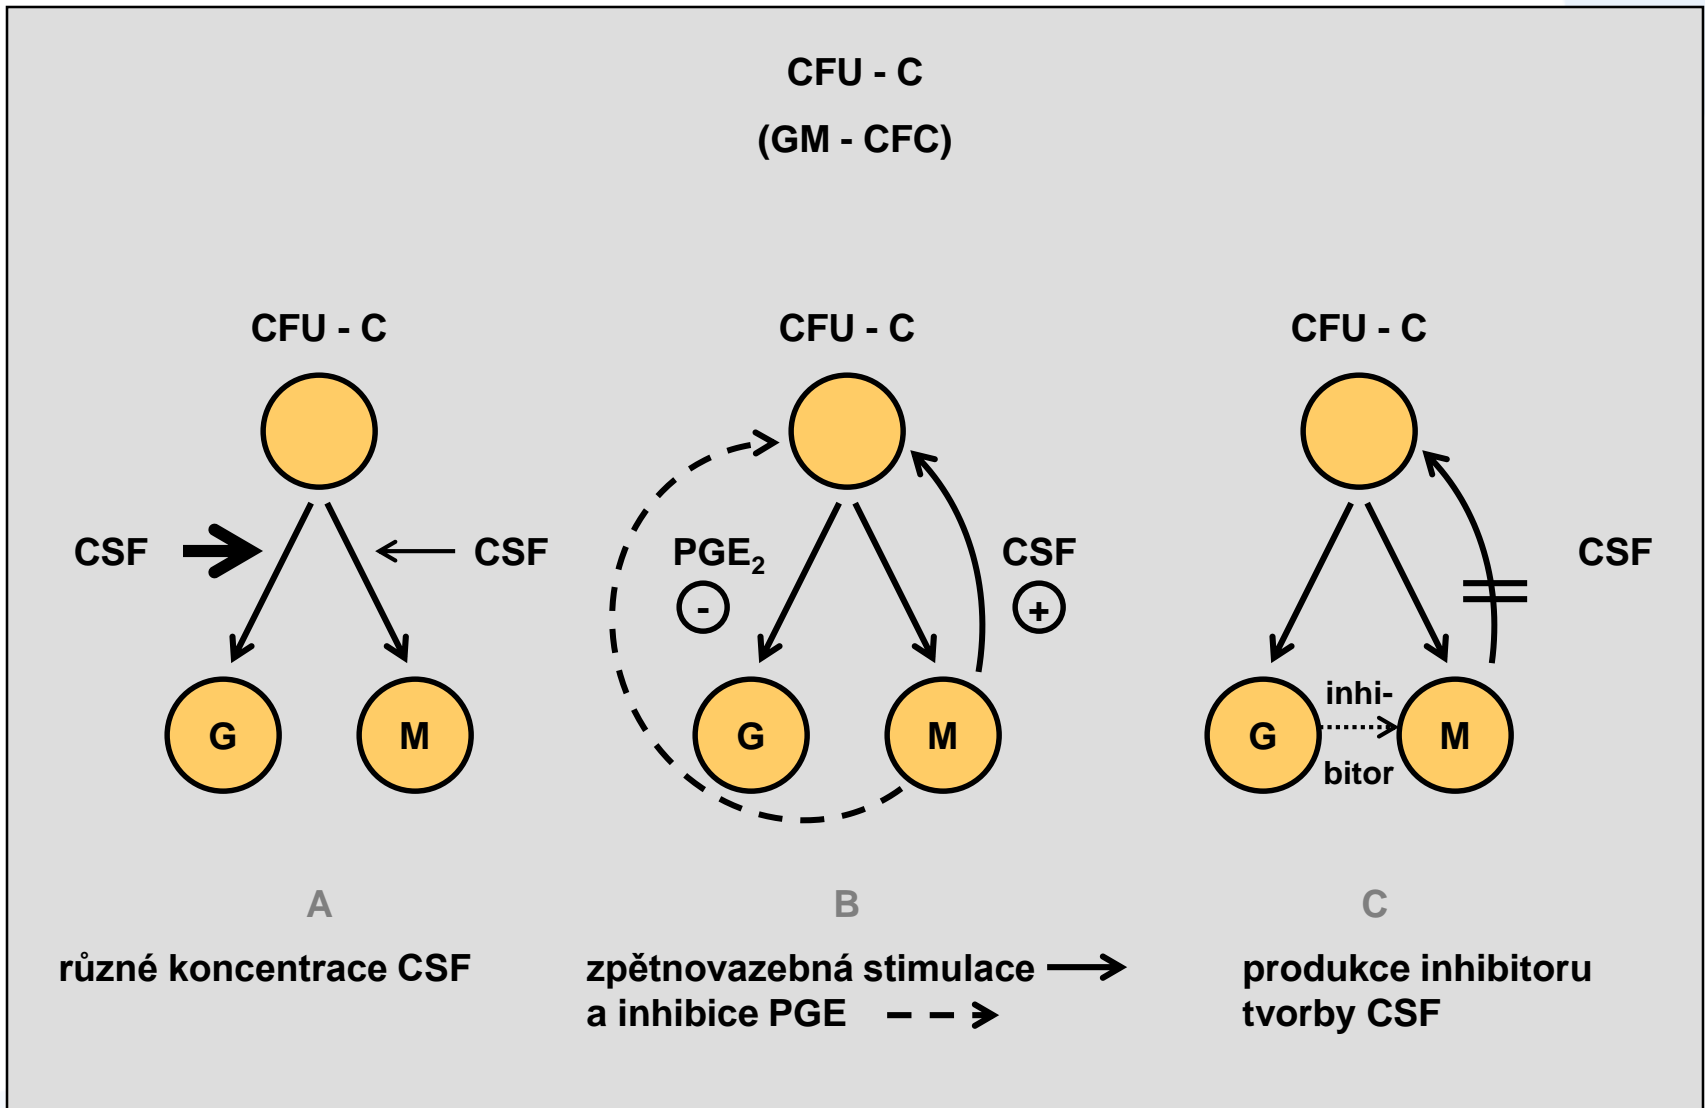 CFU - C
(GM - CFC)
CFU - C
CSF
CSF
G
M
A
různé koncentrace CSF
CFU - C
PGE₂
-
CSF
+
G
M
B
zpětnovazebná stimulace
a inhibice PGE
CFU - C
CSF
inhi-
G
M
bitor
C
produkce inhibitoru
tvorby CSF